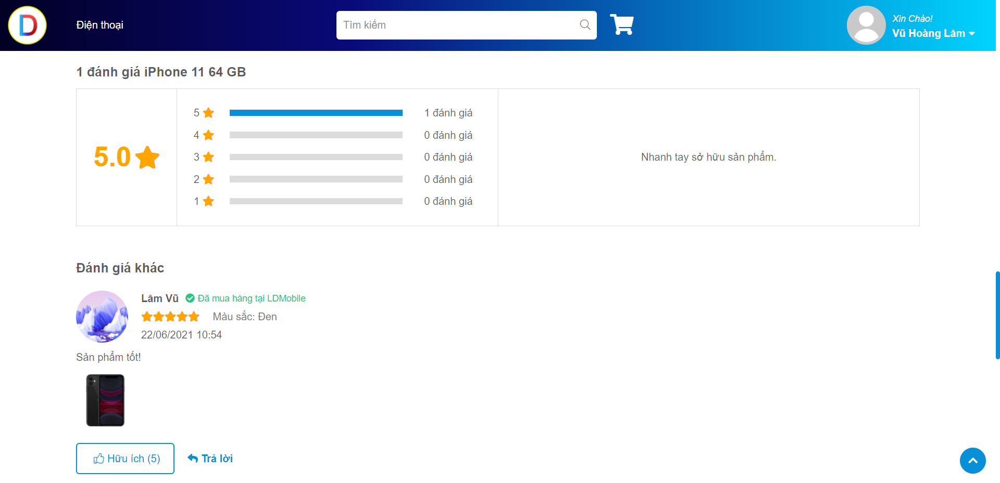 D
Điện thoại
Tìm kiếm
Xin Chào!
Vũ Hoàng Lâm
1 đánh giá iPhone 11 64 GB
5.0
5
1 đánh giá
4
0 đánh giá
3
0 đánh giá
2
0 đánh giá
1
0 đánh giá
Nhanh tay sở hữu sản phẩm.
Đánh giá khác
Lâm Vũ Đã mua hàng tại LDMobile
Màu sắc: Đen
22/06/2021 10:54
Sản phẩm tốt!
Hữu ích (5)
Trả lời